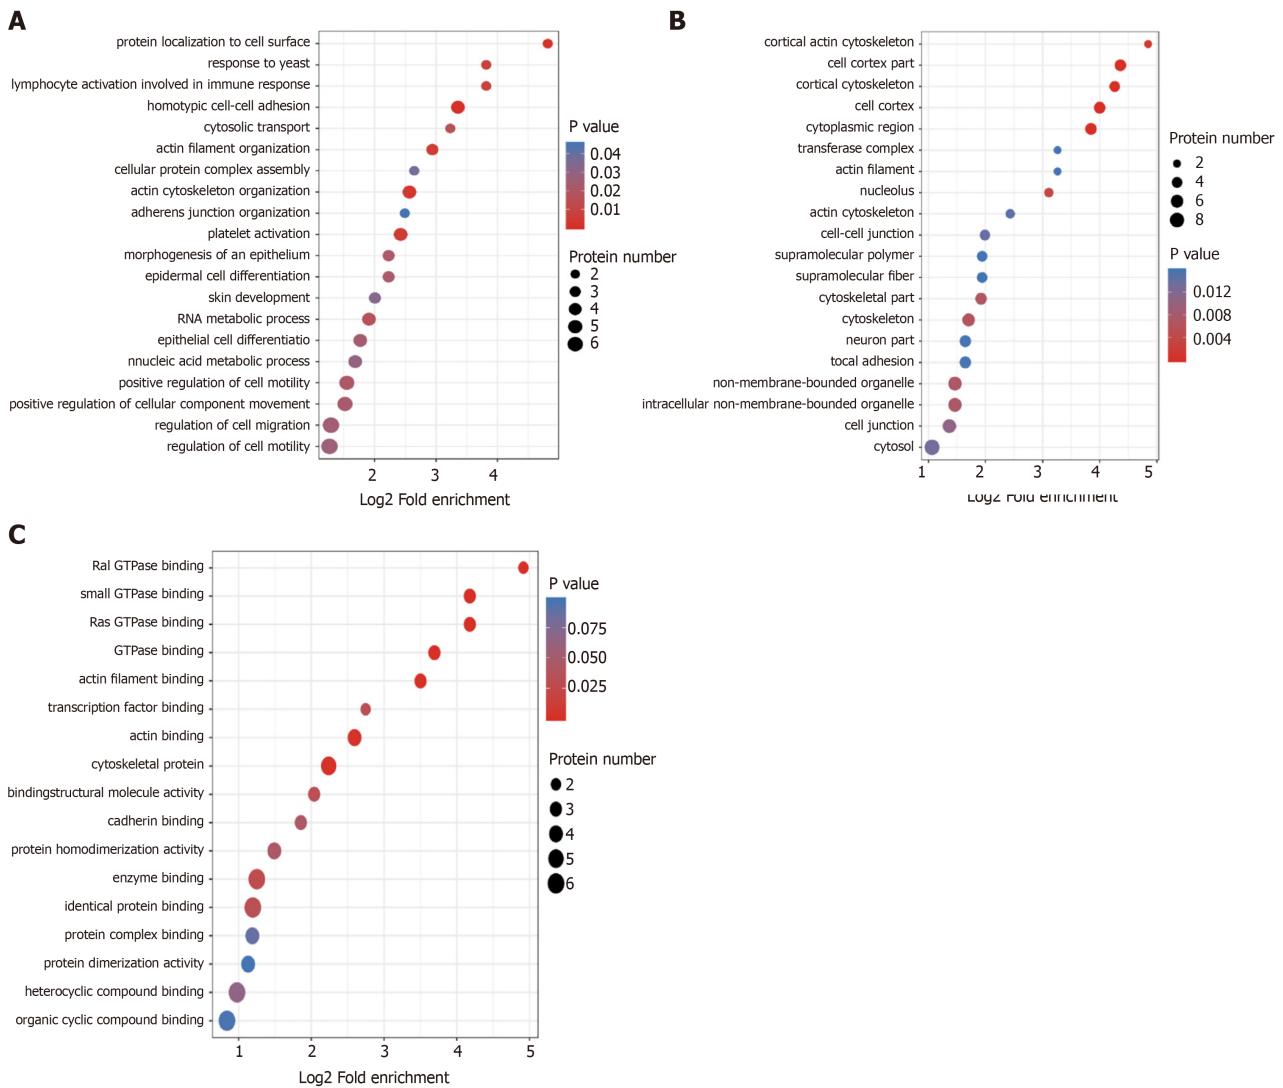 A
protein localization to cell surface
response to yeast
lymphocyte activation involved in immune response
homotypic cell-cell adhesion
cytosolic transport
actin filament organization
cellular protein complex assembly
actin cytoskeleton organization
adherens junction organization
platelet activation
morphogenesis of an epithelium
epidermal cell differentiation
skin development
RNA metabolic process
epithelial cell differentiatio
nnucleic acid metabolic process
positive regulation of cell motility
positive regulation of cellular component movement
regulation of cell migration
regulation of cell motility
2 3 4
Log2 Fold enrichment
P value
0.04
0.03
0.02
0.01
Protein number
2
3
4
5
6
B
cortical actin cytoskeleton
cell cortex part
cortical cytoskeleton
cell cortex
cytoplasmic region
transferase complex
actin filament
nucleolus
actin cytoskeleton
cell-cell junction
supramolecular polymer
supramolecular fiber
cytoskeletal part
cytoskeleton
neuron part
tocal adhesion
non-membrane-bounded organelle
intracellular non-membrane-bounded organelle
cell junction
cytosol
1 2 3 4 5
Log2 Fold enrichment
Protein number
2
4
6
8
P value
0.012
0.008
0.004
C
Ral GTPase binding
small GTPase binding
Ras GTPase binding
GTPase binding
actin filament binding
transcription factor binding
actin binding
cytoskeletal protein
bindingstructural molecule activity
cadherin binding
protein homodimerization activity
enzyme binding
identical protein binding
protein complex binding
protein dimerization activity
heterocyclic compound binding
organic cyclic compound binding
1 2 3 4 5
Log2 Fold enrichment
P value
0.075
0.050
0.025
Protein number
2
3
4
5
6